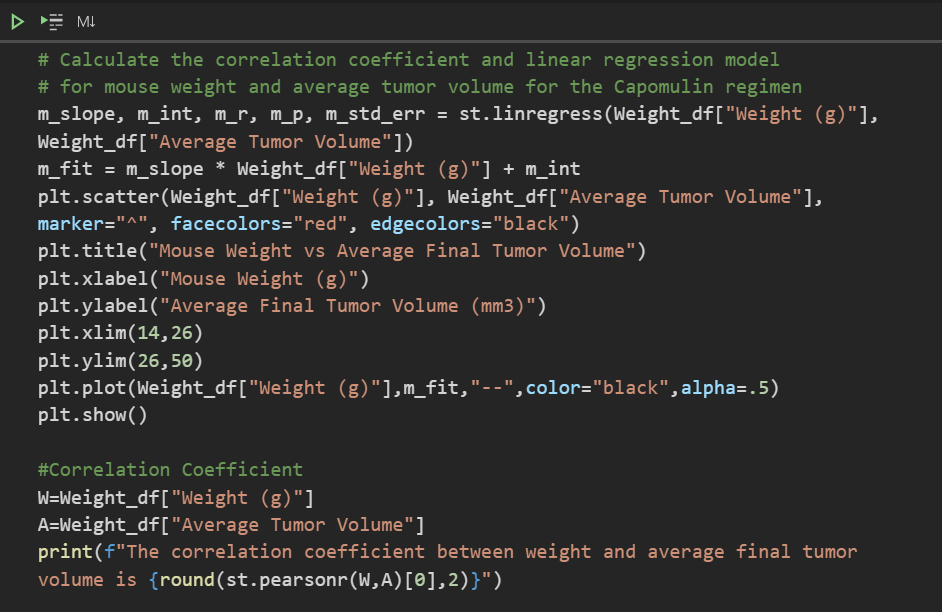 M↓
# Calculate the correlation coefficient and linear regression model
# for mouse weight and average tumor volume for the Capomulin regimen
m_slope, m_int, m_r, m_p, m_std_err = st.linregress(Weight_df["Weight (g)"],
Weight_df["Average Tumor Volume"])
m_fit = m_slope * Weight_df["Weight (g)"] + m_int
plt.scatter(Weight_df["Weight (g)"], Weight_df["Average Tumor Volume"],
marker="^", facecolors="red", edgecolors="black")
plt.title("Mouse Weight vs Average Final Tumor Volume")
plt.xlabel("Mouse Weight (g)")
plt.ylabel("Average Final Tumor Volume (mm3)")
plt.xlim(14,26)
plt.ylim(26,50)
plt.plot(Weight_df["Weight (g)"],m_fit,"--",color="black",alpha=.5)
plt.show()
#Correlation Coefficient
W=Weight_df["Weight (g)"]
A=Weight_df["Average Tumor Volume"]
print(f"The correlation coefficient between weight and average final tumor
volume is {round(st.pearsonr(W,A)[0],2)}")